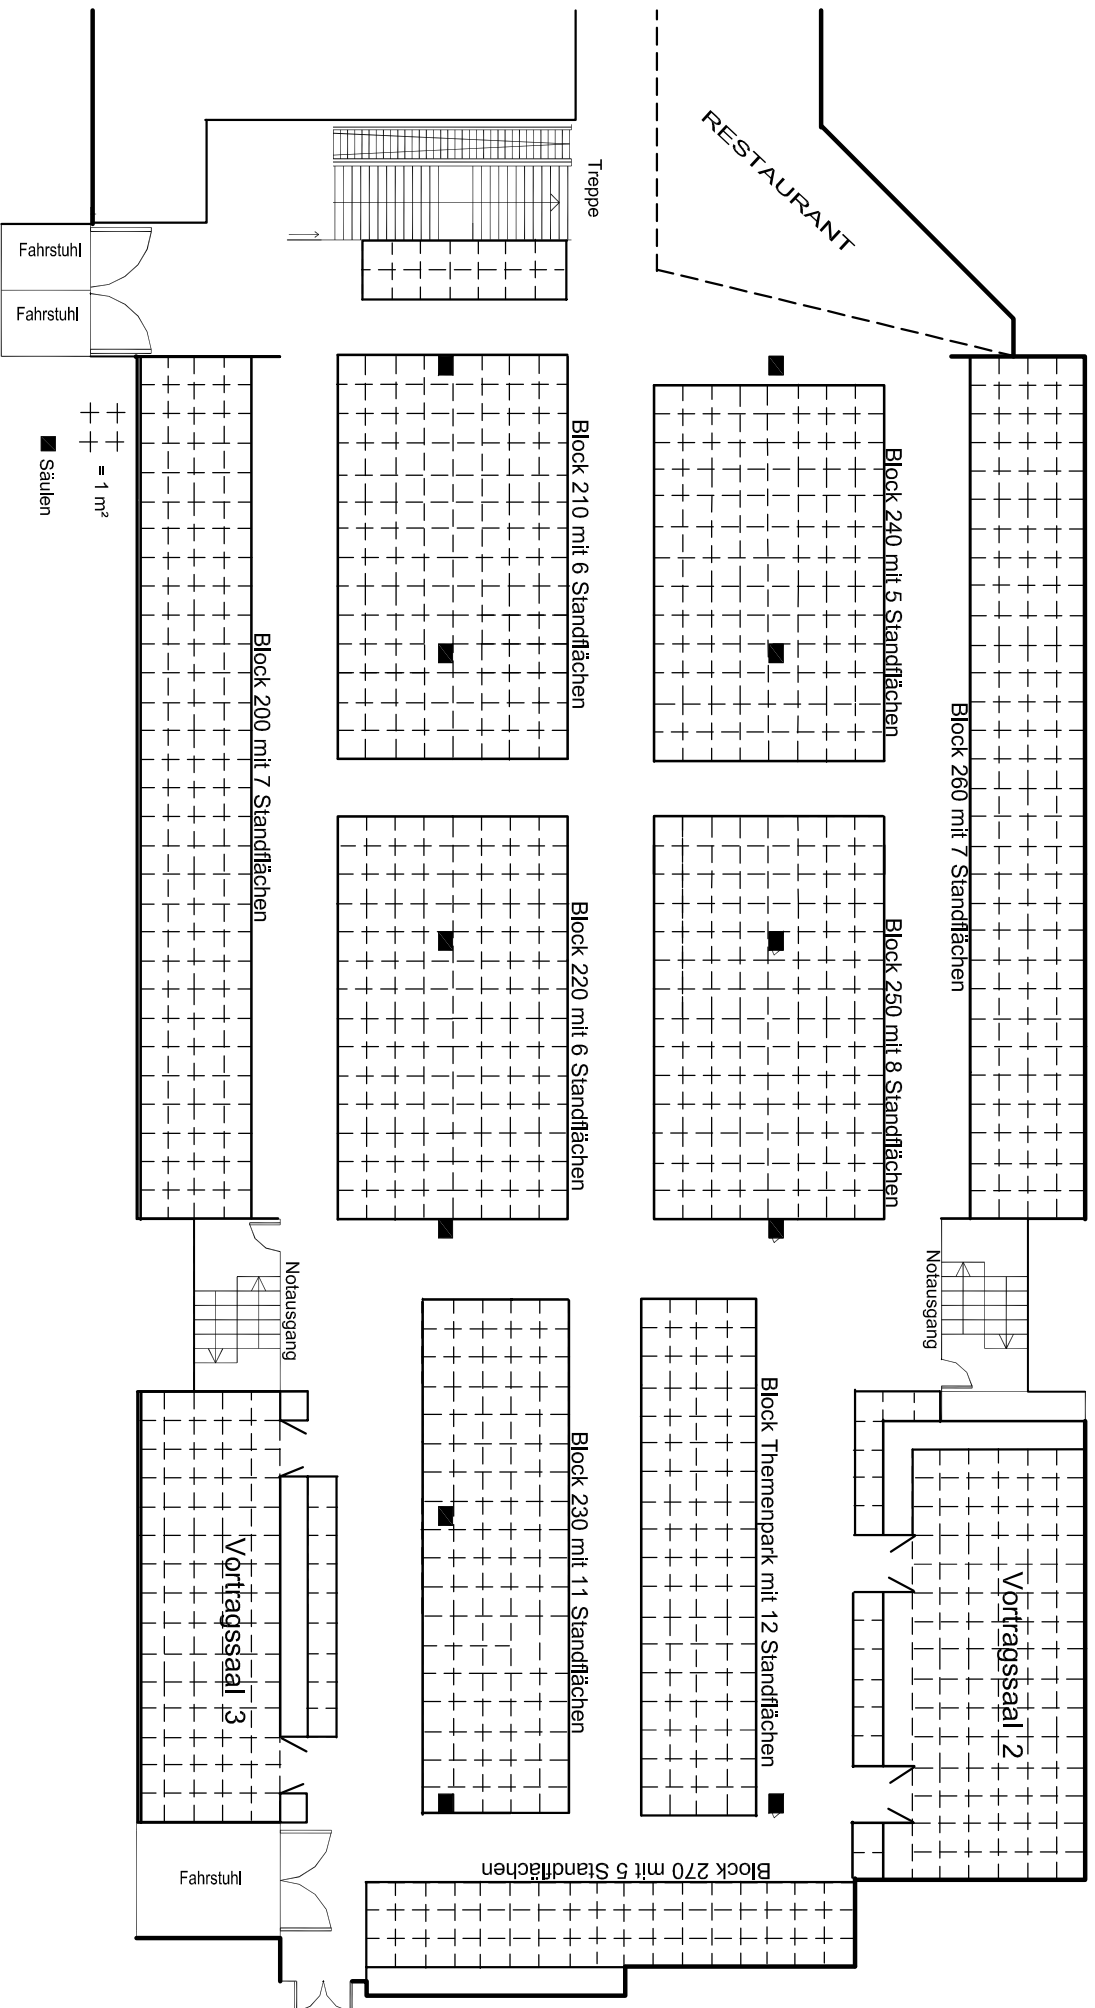 RESTAURANT
Treppe
Fahrstuhl
Fahrstuhl
= 1 m²
Säulen
Block 210 mit 6 Standflächen
Block 240 mit 5 Standflächen
Block 200 mit 7 Standflächen
Block 260 mit 7 Standflächen
Block 220 mit 6 Standflächen
Block 250 mit 8 Standflächen
Notausgang
Notausgang
Block 230 mit 11 Standflächen
Block Themenpark mit 12 Standflächen
Vortragssaal 3
Vortragssaal 2
Block 270 mit 5 Standflächen
Fahrstuhl